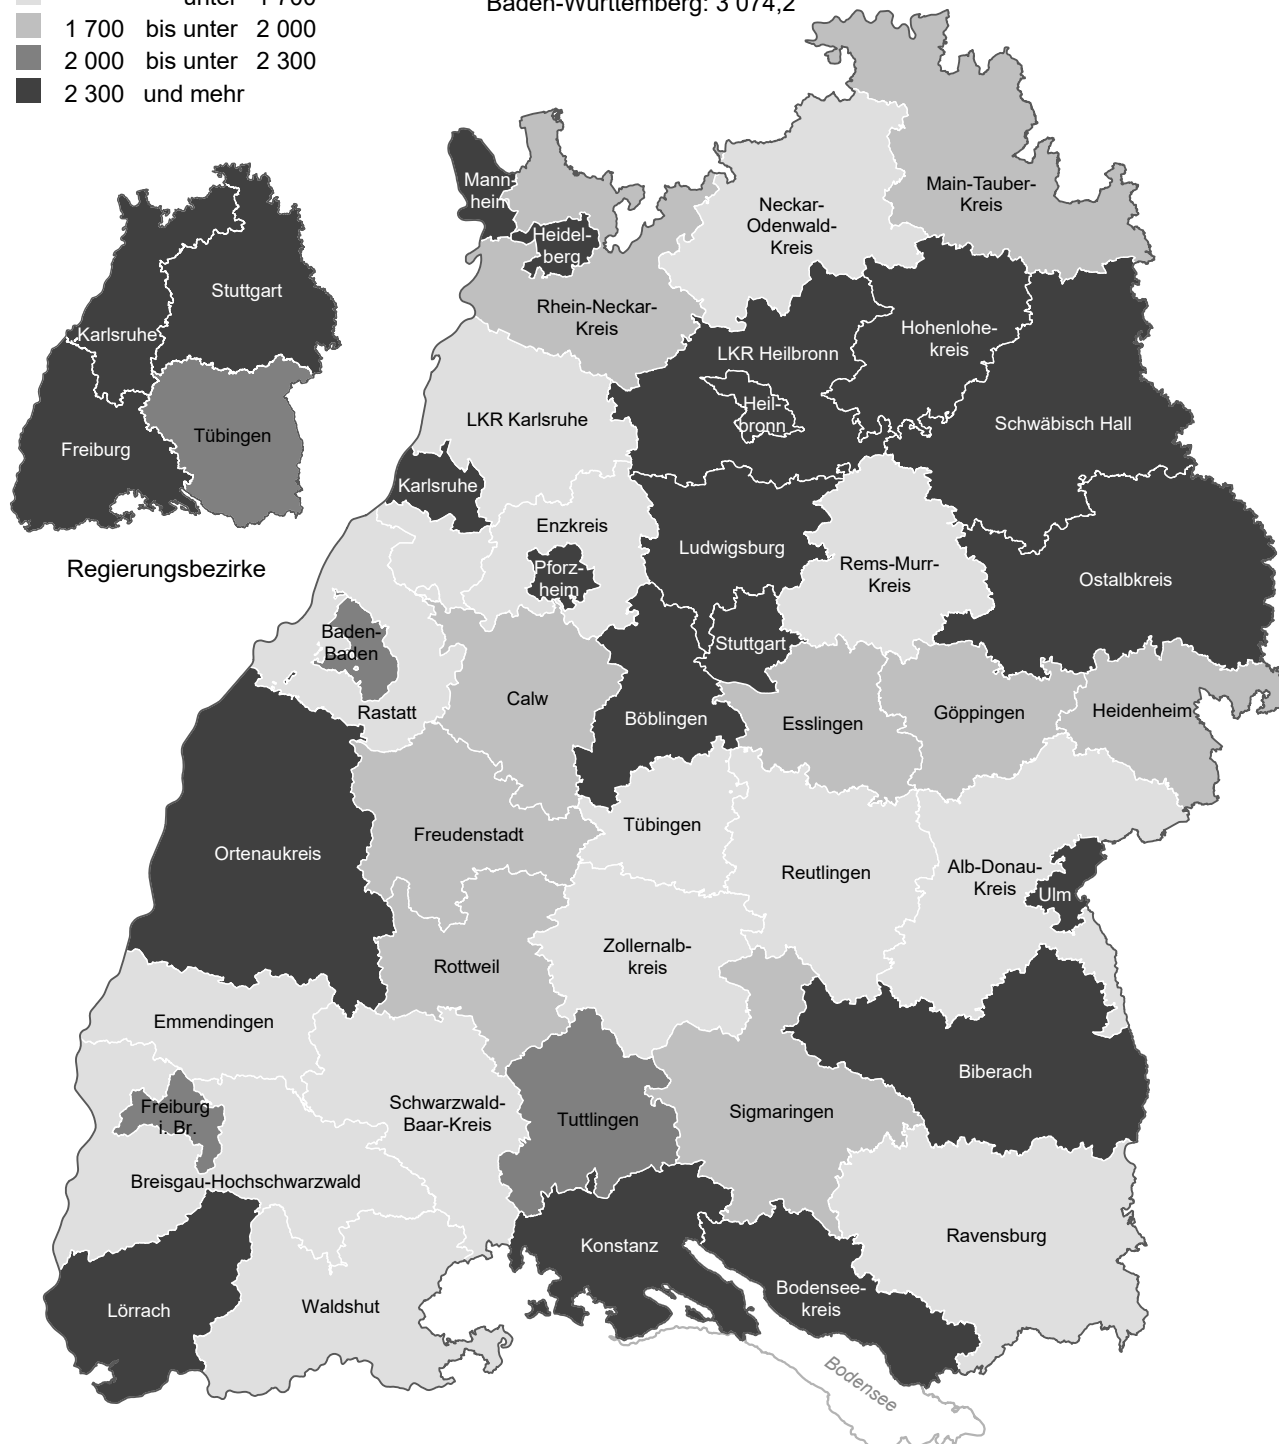 unter 1 700
Baden-Württemberg: 3 074,2
1 700 bis unter 2 000
2 000 bis unter 2 300
2 300 und mehr
Stuttgart
Karlsruhe
Tübingen
Freiburg
Regierungsbezirke
Mann-
heim
Heidel-
berg
Neckar-
Odenwald-
Kreis
Main-Tauber-
Kreis
Rhein-Neckar-
Kreis
LKR Heilbronn
Hohenlohe-
kreis
Heil-
bronn
LKR Karlsruhe
Schwäbisch Hall
Karlsruhe
Enzkreis
Pforz-
heim
Ludwigsburg
Rems-Murr-
Kreis
Ostalbkreis
Baden-
Baden
Stuttgart
Rastatt
Calw
Böblingen
Esslingen
Göppingen
Heidenheim
Ortenaukreis
Freudenstadt
Tübingen
Reutlingen
Alb-Donau-
Kreis
Ulm
Rottweil
Zollernalb-
kreis
Emmendingen
Biberach
Freiburg
i. Br.
Schwarzwald-
Baar-Kreis
Tuttlingen
Sigmaringen
Breisgau-Hochschwarzwald
Konstanz
Ravensburg
Lörrach
Waldshut
Bodensee-
kreis
Bodensee